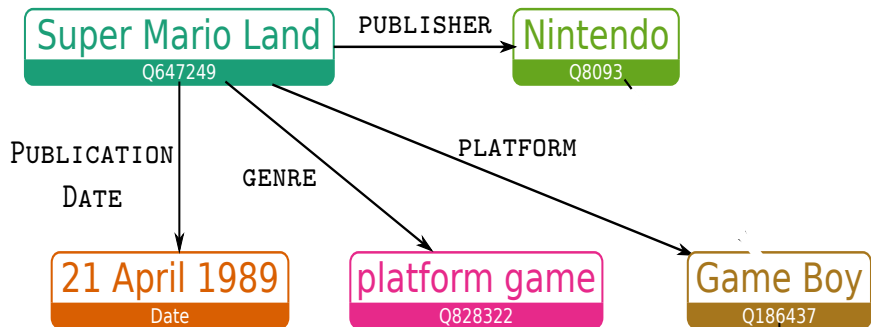 Super Mario Land
Q647249
PUBLISHER
Nintendo
Q8093
PUBLICATION
DATE
GENRE
PLATFORM
21 April 1989
Date
platform game
Q828322
Game Boy
Q186437